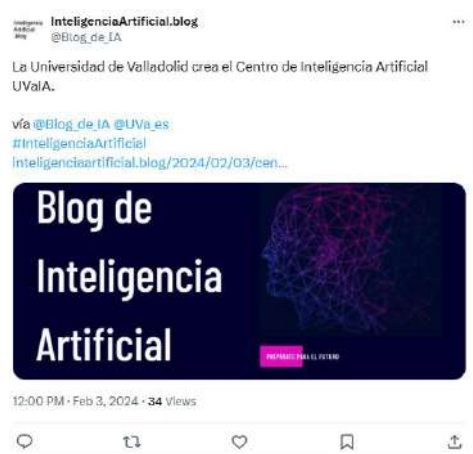 InteligenciaArtificial.blog
@Blog_de_IA
La Universidad de Valladolid crea el Centro de Inteligencia Artificial
UVaIA.
vía @Blog_de_IA @UVa_es
#InteligenciaArtificial
inteligenciaartificial.blog/2024/02/03/cen...
Blog de
Inteligencia
Artificial
PREPÁRATE PARA EL FUTURO
12:00 PM · Feb 3, 2024 · 34 Views